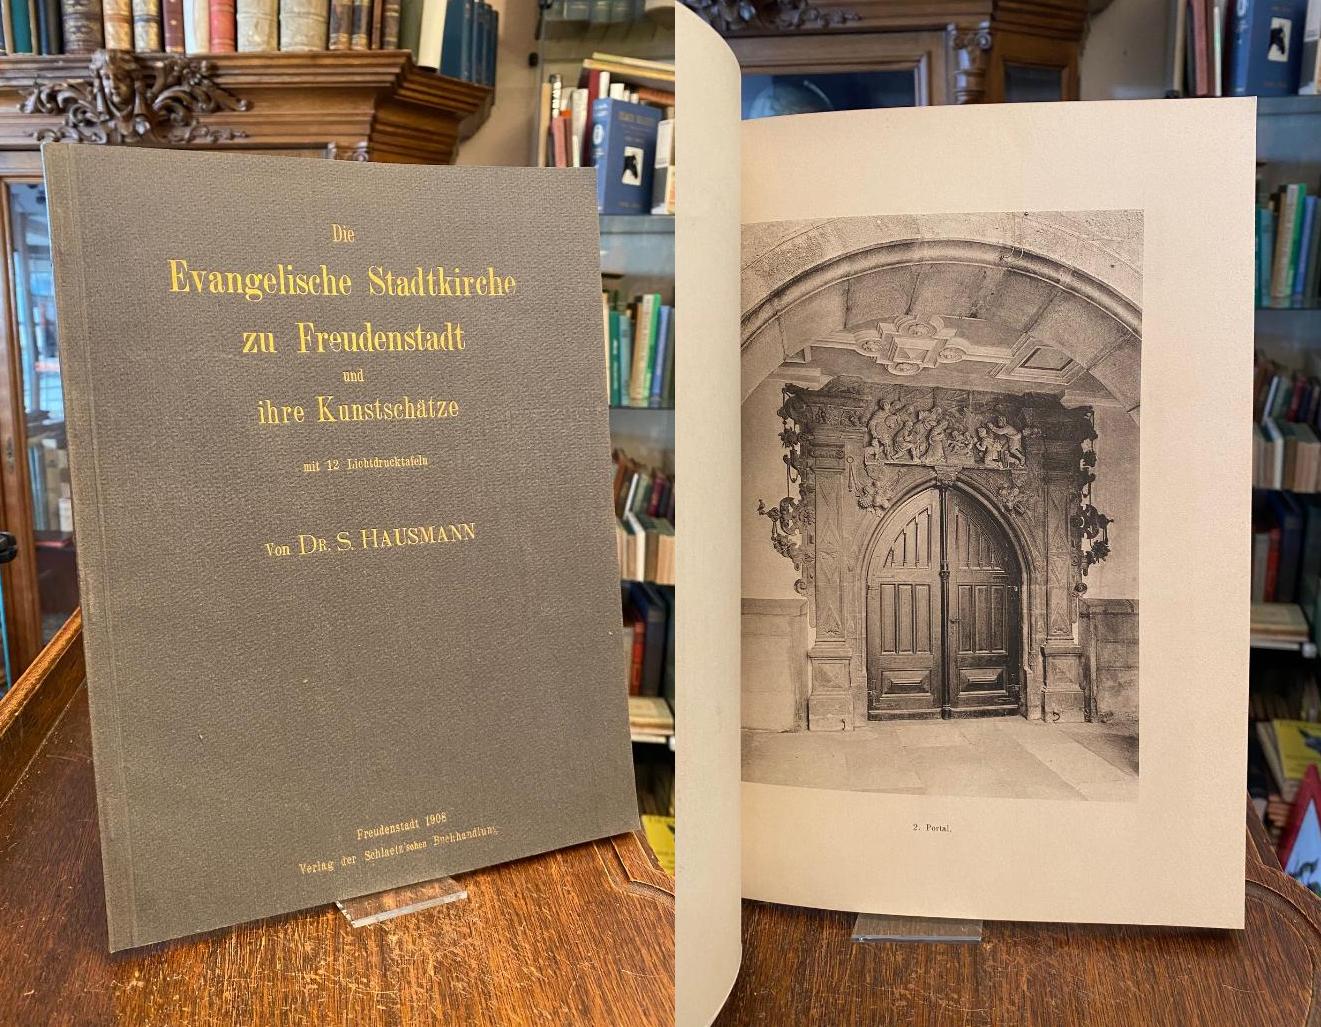 Die
Evangelische Stadtkirche
zu Freudenstadt
und
ihre Kunstschätze
mit 12 Lichtdrucktafeln
Von DR. S. HAUSMANN
Freudenstadt 1908
Verlag der Schlaetz'schen Buchhandlung
2. Portal.